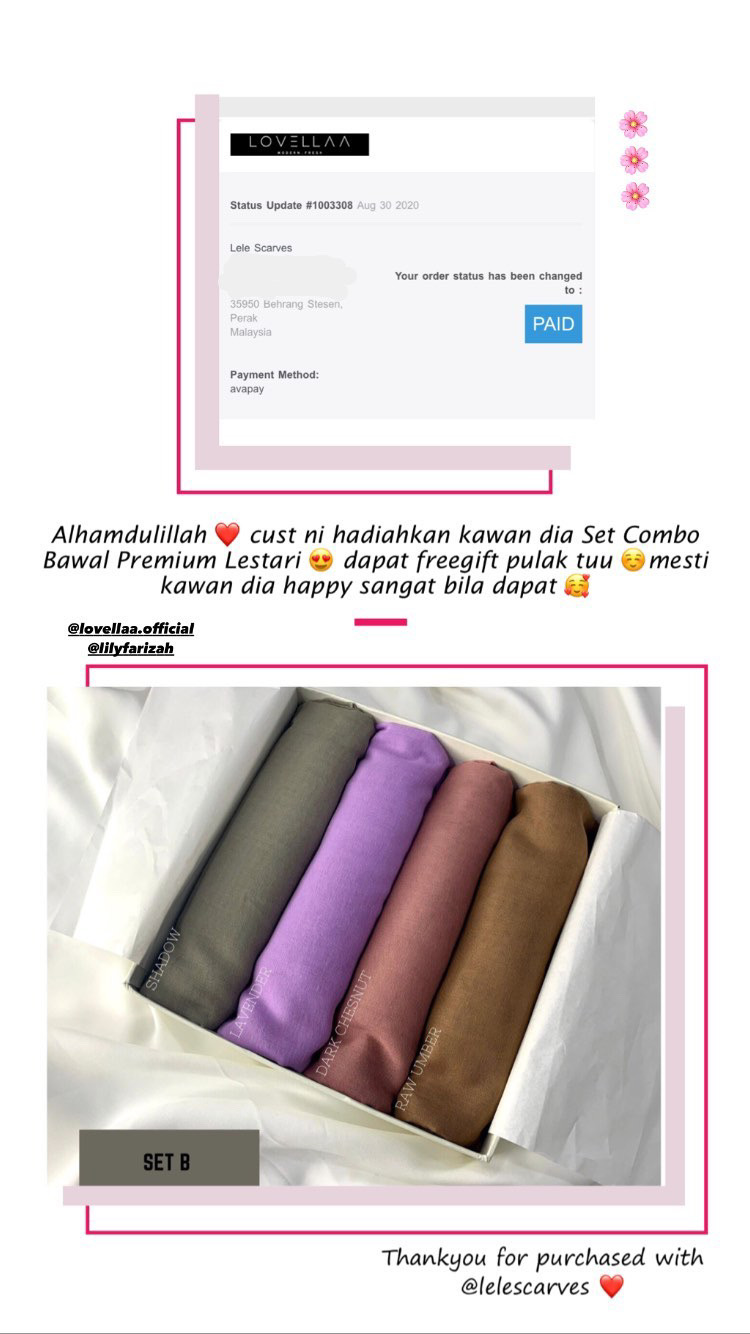 LOVELLAA
MODERN FRESH
Status Update #1003308 Aug 30 2020
Lele Scarves
35950 Behrang Stesen,
Perak
Malaysia
Your order status has been changed
to :
PAID
Payment Method:
avapay
Alhamdulillah ❤️ cust ni hadiahkan kawan dia Set Combo
Bawal Premium Lestari 😍 dapat freegift pulak tuu ☺️mesti
kawan dia happy sangat bila dapat 🥰
@lovellaa.official
@lilyfarizah
SHADOW
LAVENDER
DARK CHESNUT
RAW UMBER
SET B
Thankyou for purchased with
@lelescarves ❤️